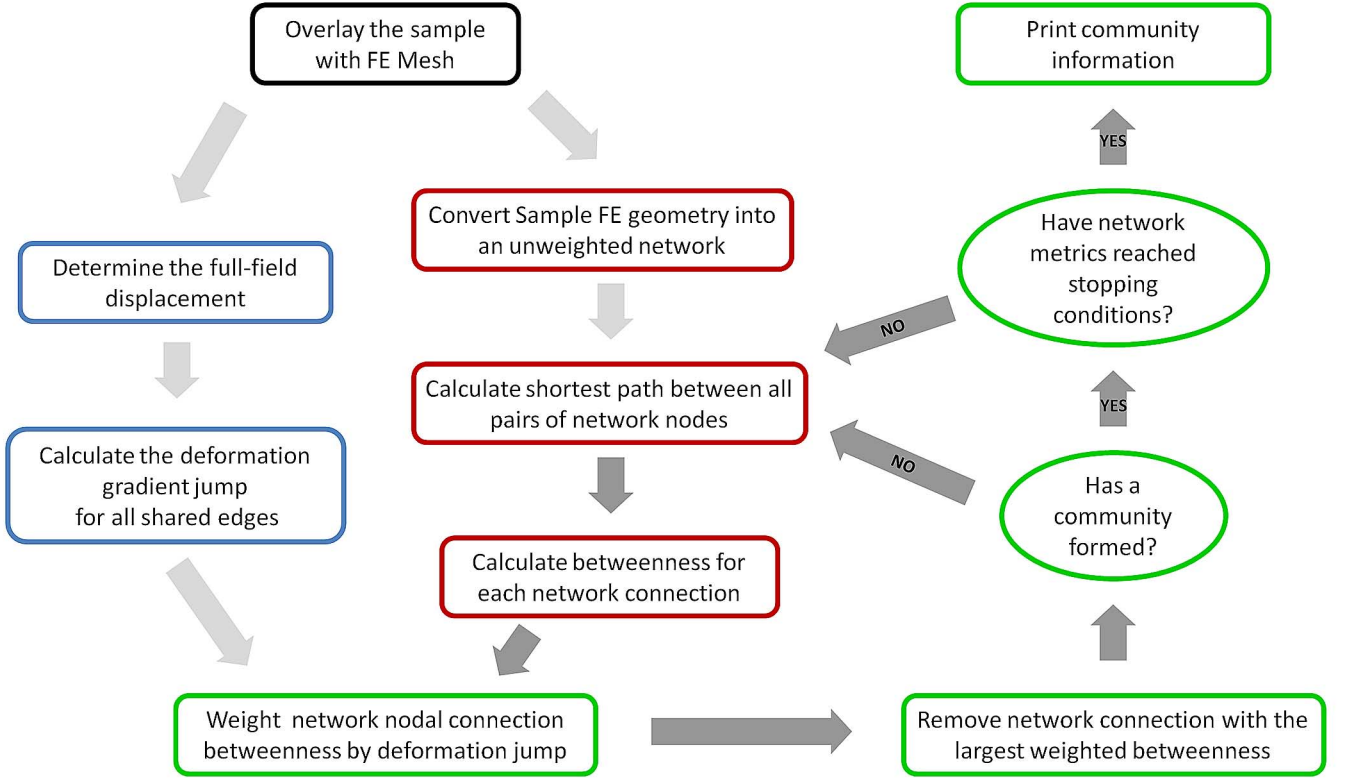 Overlay the sample
with FE Mesh
Determine the full-field
displacement
Calculate the deformation
gradient jump
for all shared edges
Convert Sample FE geometry into
an unweighted network
Calculate shortest path between all
pairs of network nodes
Calculate betweenness for
each network connection
Weight network nodal connection
betweenness by deformation jump
Remove network connection with the
largest weighted betweenness
Has a
community
formed?
NO
YES
Have network
metrics reached
stopping
conditions?
NO
YES
Print community
information